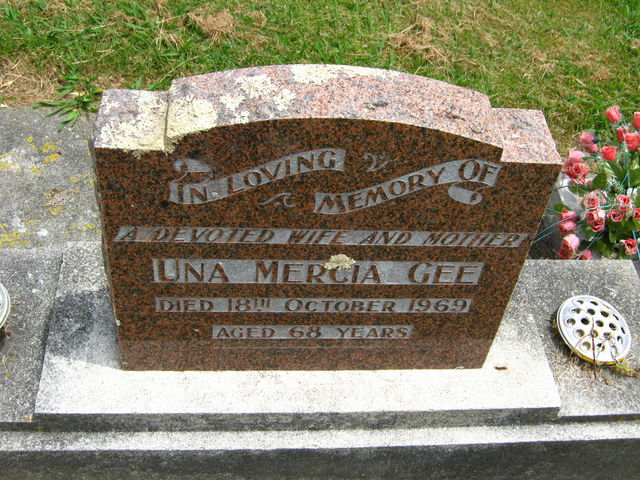 IN LOVING
MEMORY OF
A DEVOTED WIFE AND MOTHER
UNA MERCIA GEE
DIED 18TH OCTOBER 1969
AGED 68 YEARS